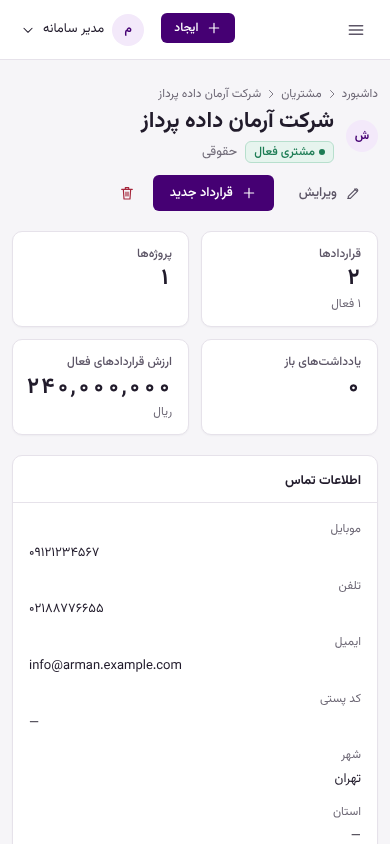 ایجاد
م
مدیر سامانه
داشبورد
مشتریان
شرکت آرمان داده پرداز
ش
شرکت آرمان داده پرداز
مشتری فعال
حقوقی
ویرایش
قرارداد جدید
قراردادها
۲
۱ فعال
پروژه‌ها
۱
یادداشت‌های باز
۰
ارزش قراردادهای فعال
۲۴۰,۰۰۰,۰۰۰
ریال
اطلاعات تماس
موبایل
۰۹۱۲۱۲۳۴۵۶۷
تلفن
۰۲۱۸۸۷۷۶۶۵۵
ایمیل
info@arman.example.com
کد پستی
—
شهر
تهران
استان
—